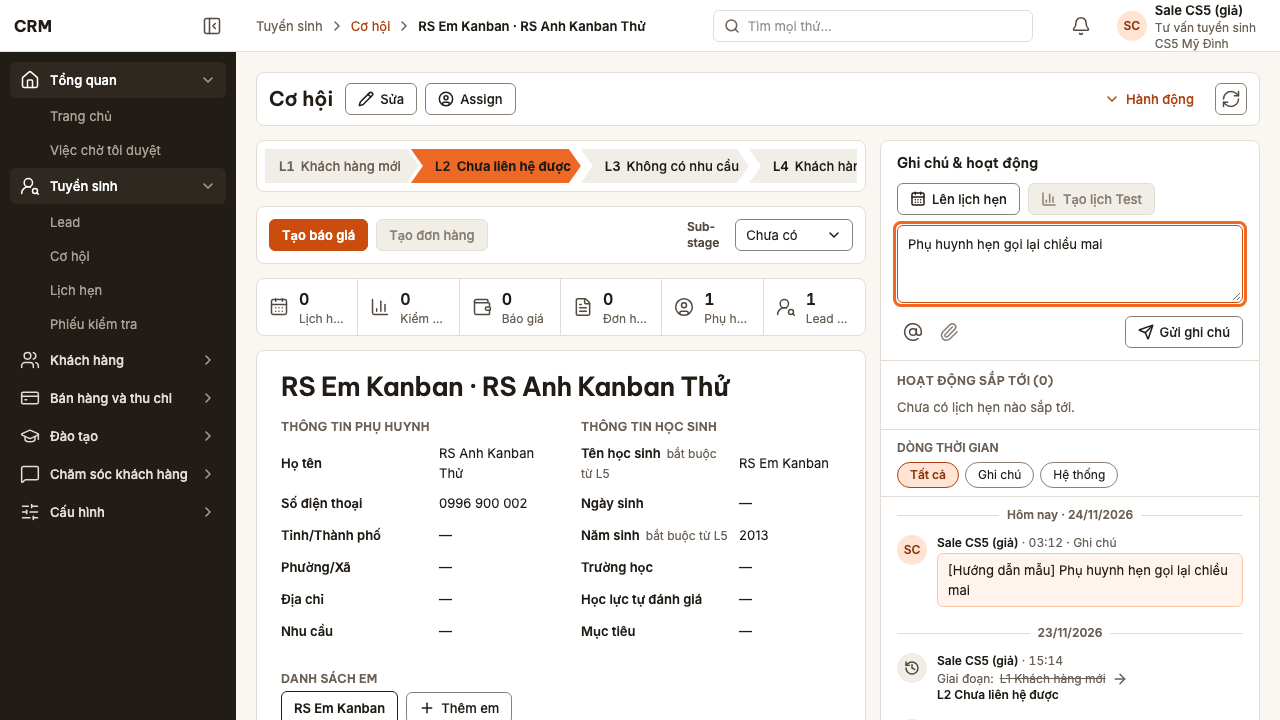 CRM
Tuyển sinh
Cơ hội
RS Em Kanban · RS Anh Kanban Thử
Tìm mọi thứ...
SC
Sale CS5 (giả)
Tư vấn tuyển sinh
CS5 Mỹ Đình
Tổng quan
Trang chủ
Việc chờ tôi duyệt
Tuyển sinh
Lead
Cơ hội
Lịch hẹn
Phiếu kiểm tra
Khách hàng
Bán hàng và thu chi
Đào tạo
Chăm sóc khách hàng
Cấu hình
Cơ hội
Sửa
Assign
Hành động
L1 Khách hàng mới
L2 Chưa liên hệ được
L3 Không có nhu cầu
L4 Khách hàn
Tạo báo giá
Tạo đơn hàng
Sub-
stage
Chưa có
0
Lịch h...
0
Kiểm ...
0
Báo giá
0
Đơn h...
1
Phụ h...
1
Lead ...
RS Em Kanban · RS Anh Kanban Thử
THÔNG TIN PHỤ HUYNH
Họ tên
RS Anh Kanban
Thử
Số điện thoại
0996 900 002
Tỉnh/Thành phố
—
Phường/Xã
—
Địa chỉ
—
Nhu cầu
—
THÔNG TIN HỌC SINH
Tên học sinh bắt buộc
từ L5
RS Em Kanban
Ngày sinh
—
Năm sinh bắt buộc từ L5
2013
Trường học
—
Học lực tự đánh giá
—
Mục tiêu
—
DANH SÁCH EM
RS Em Kanban
Thêm em
Ghi chú & hoạt động
Lên lịch hẹn
Tạo lịch Test
Phụ huynh hẹn gọi lại chiều mai
Gửi ghi chú
HOẠT ĐỘNG SẮP TỚI (0)
Chưa có lịch hẹn nào sắp tới.
DÒNG THỜI GIAN
Tất cả
Ghi chú
Hệ thống
Hôm nay · 24/11/2026
SC
Sale CS5 (giả) · 03:12 · Ghi chú
[Hướng dẫn mẫu] Phụ huynh hẹn gọi lại chiều
mai
23/11/2026
Sale CS5 (giả) · 15:14
Giai đoạn: L1 Khách hàng mới →
L2 Chưa liên hệ được